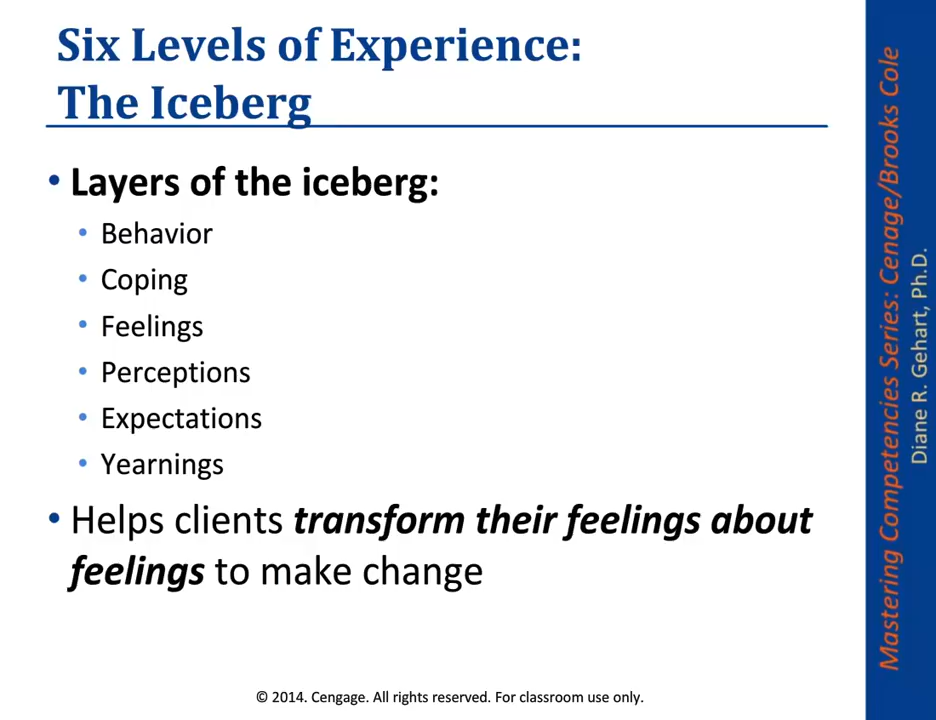 Six Levels of Experience:
The Iceberg
• Layers of the iceberg:
• Behavior
• Coping
• Feelings
• Perceptions
• Expectations
• Yearnings
• Helps clients transform their feelings about
feelings to make change
© 2014. Cengage. All rights reserved. For classroom use only.
Mastering Competencies Series: Cenage/Brooks Cole
Diane R. Gehart, Ph.D.